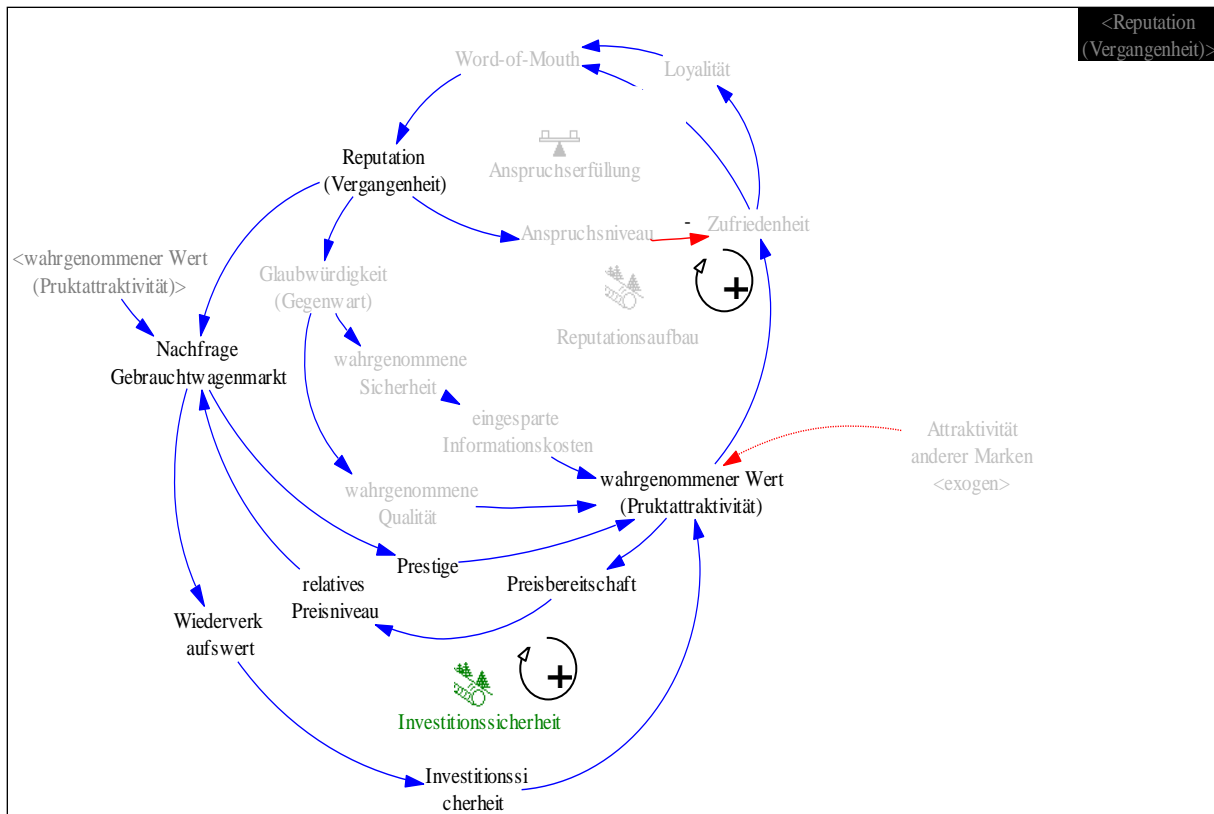 <Reputation
(Vergangenheit)>
Word-of-Mouth
Loyalität
Reputation
(Vergangenheit)
Anspruchserfüllung
Anspruchsniveau
-
Zufriedenheit
<wahrgenommener Wert
(Pruktattraktivität)>
Glaubwürdigkeit
(Gegenwart)
+
Reputationsaufbau
Nachfrage
Gebrauchtwagenmarkt
wahrgenommene
Sicherheit
eingesparte
Informationskosten
Attraktivität
anderer Marken
<exogen>
wahrgenommener Wert
(Pruktattraktivität)
wahrgenommene
Qualität
Prestige
Preisbereitschaft
relatives
Preisniveau
Wiederverk
aufswert
+
Investitionssicherheit
Investitionssi
cherheit